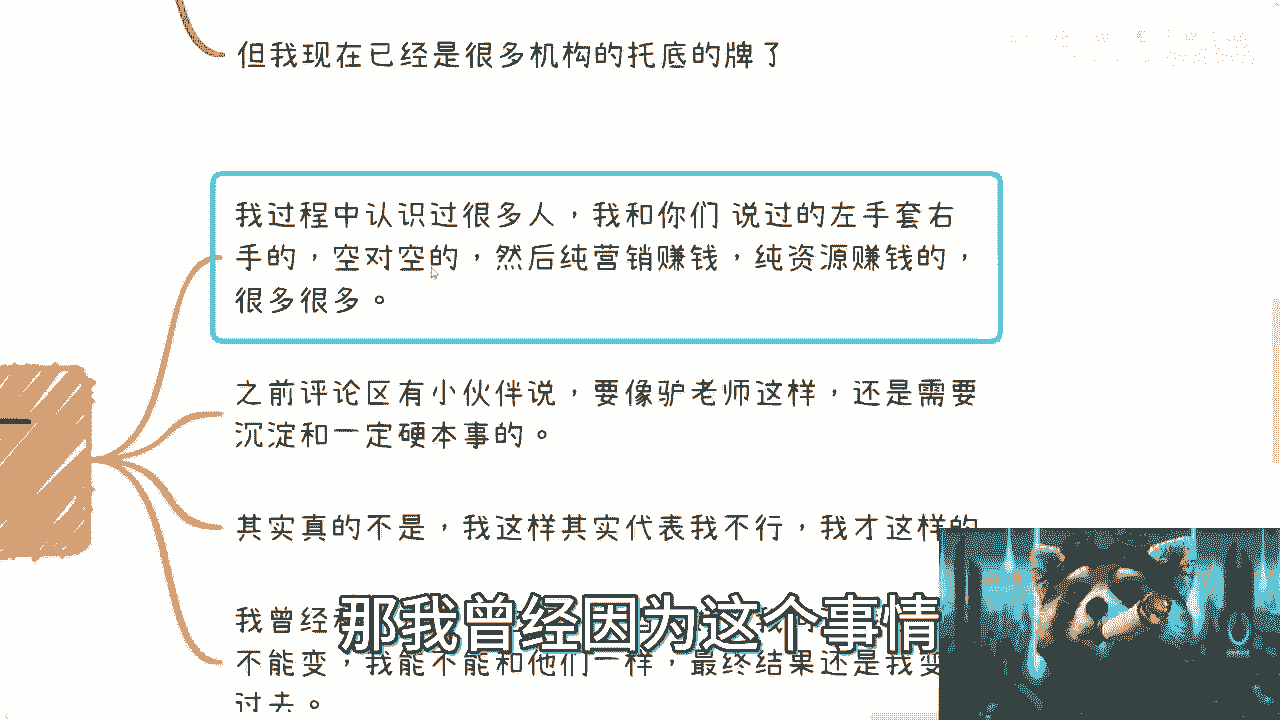 但我现在已经是很多机构的托底的牌了
我过程中认识过很多人，我和你们 说过的左手套右
手的，空对空的，然后纯营销赚钱，纯资源赚钱的，
很多很多。
之前评论区有小伙伴说，要像驴老师这样，还是需要
沉淀和一定硬本事的。
其实真的不是，我这样其实代表我不行，我才这样的
我曾经
不能变，我能不能和他们一样，最终结果还是我变
过去。
那我曾经因为这个事情